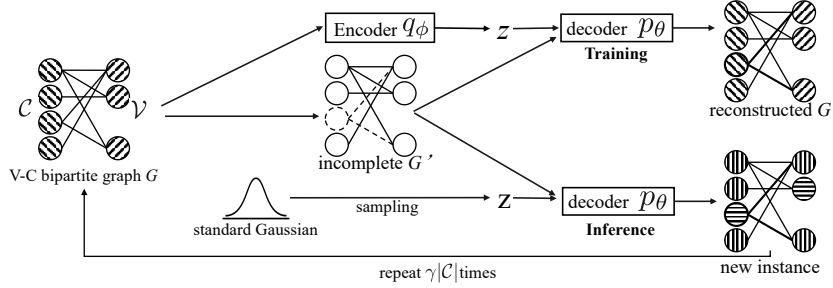 Encoder q_ϕ
z
decoder p_θ
Training
reconstructed G
C
V
V-C bipartite graph G
incomplete G′
standard Gaussian
sampling
z
decoder p_θ
Inference
new instance
repeat γ|C| times